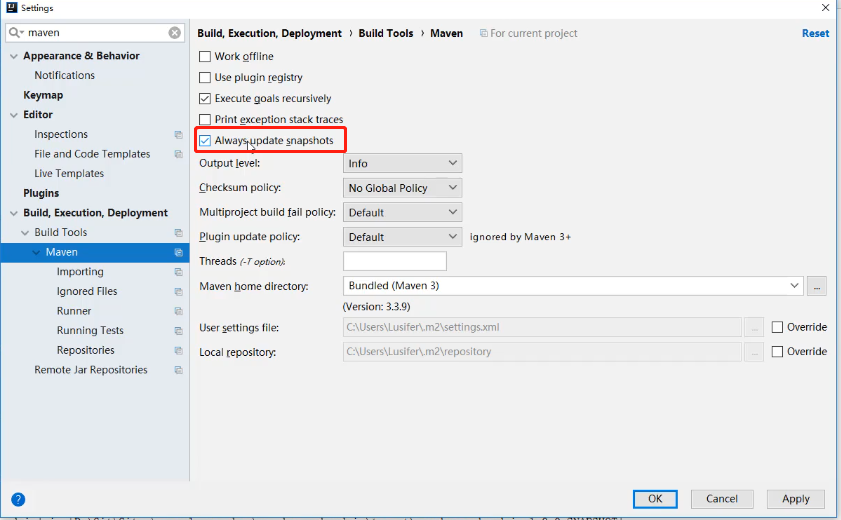 Settings
maven
Build, Execution, Deployment › Build Tools › Maven
For current project
Reset
Appearance & Behavior
Notifications
Keymap
Editor
Inspections
File and Code Templates
Live Templates
Plugins
Build, Execution, Deployment
Build Tools
Maven
Importing
Ignored Files
Runner
Running Tests
Repositories
Remote Jar Repositories
Work offline
Use plugin registry
Execute goals recursively
Print exception stack traces
Always update snapshots
Output level: Info
Checksum policy: No Global Policy
Multiproject build fail policy: Default
Plugin update policy: Default ignored by Maven 3+
Threads (-T option):
Maven home directory: Bundled (Maven 3) ...
(Version: 3.3.9)
User settings file: C:\Users\Lusifer\.m2\settings.xml ... Override
Local repository: C:\Users\Lusifer\.m2\repository ... Override
?
OK Cancel Apply